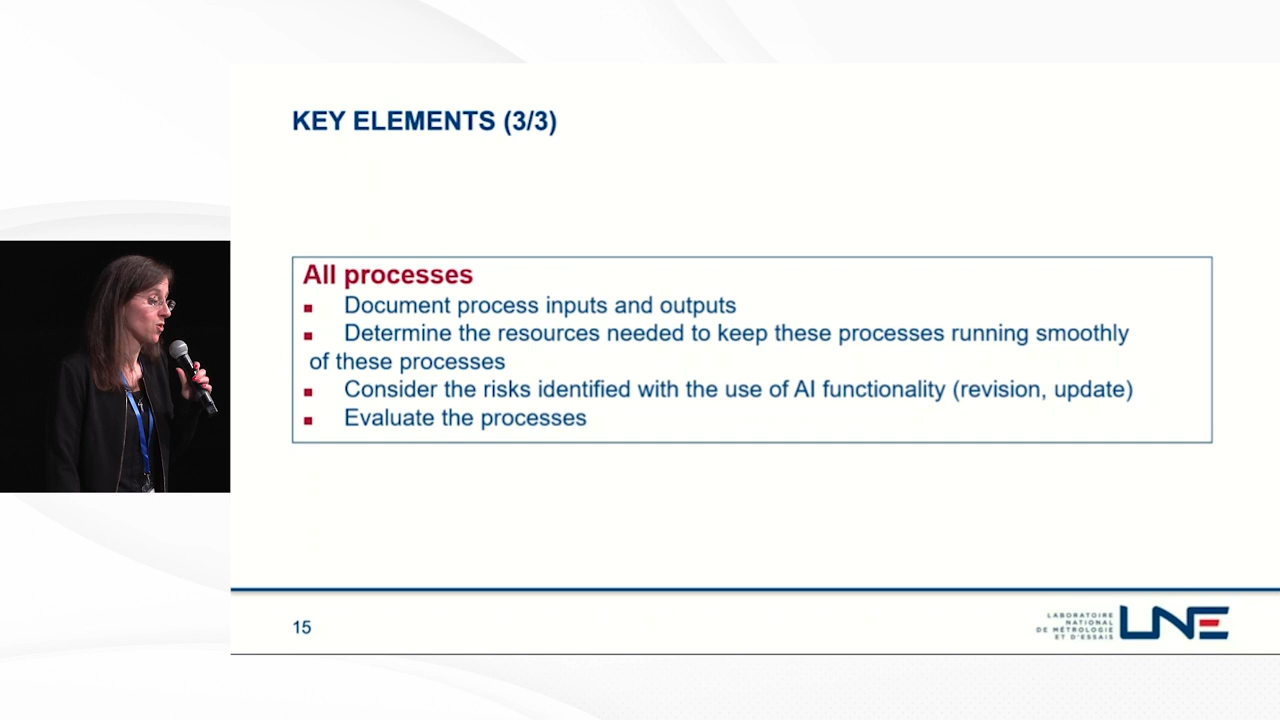 KEY ELEMENTS (3/3)
All processes
▪ Document process inputs and outputs
▪ Determine the resources needed to keep these processes running smoothly
of these processes
▪ Consider the risks identified with the use of AI functionality (revision, update)
▪ Evaluate the processes
15
LABORATOIRE
NATIONAL
DE MÉTROLOGIE
ET D'ESSAIS
LNE